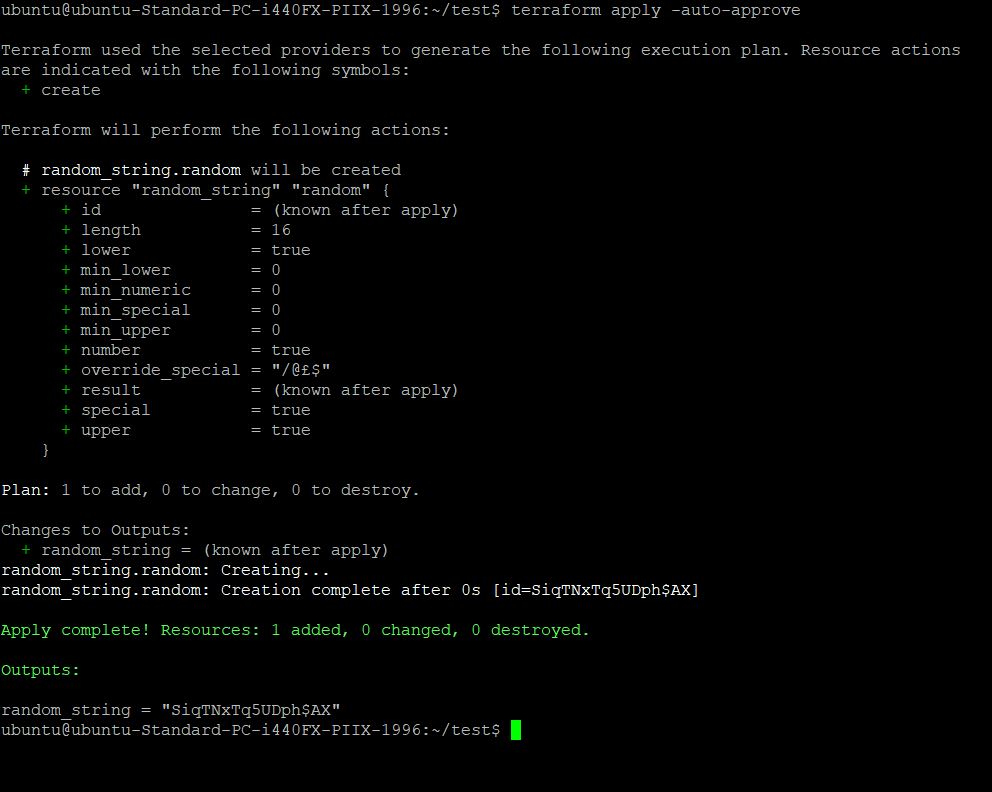 ubuntu@ubuntu-Standard-PC-i440FX-PIIX-1996:~/test$ terraform apply -auto-approve

Terraform used the selected providers to generate the following execution plan. Resource actions
are indicated with the following symbols:
  + create

Terraform will perform the following actions:

  # random_string.random will be created
  + resource "random_string" "random" {
      + id               = (known after apply)
      + length           = 16
      + lower            = true
      + min_lower        = 0
      + min_numeric      = 0
      + min_special      = 0
      + min_upper        = 0
      + number           = true
      + override_special = "/@£$"
      + result           = (known after apply)
      + special          = true
      + upper            = true
    }

Plan: 1 to add, 0 to change, 0 to destroy.

Changes to Outputs:
  + random_string = (known after apply)
random_string.random: Creating...
random_string.random: Creation complete after 0s [id=SiqTNxTq5UDph$AX]

Apply complete! Resources: 1 added, 0 changed, 0 destroyed.

Outputs:

random_string = "SiqTNxTq5UDph$AX"
ubuntu@ubuntu-Standard-PC-i440FX-PIIX-1996:~/test$